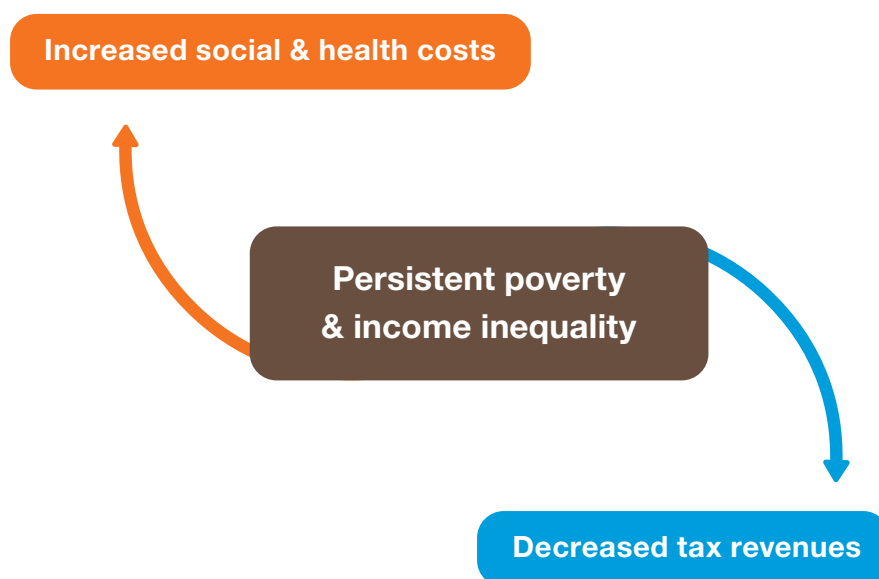 Increased social & health costs
Persistent poverty
& income inequality
Decreased tax revenues